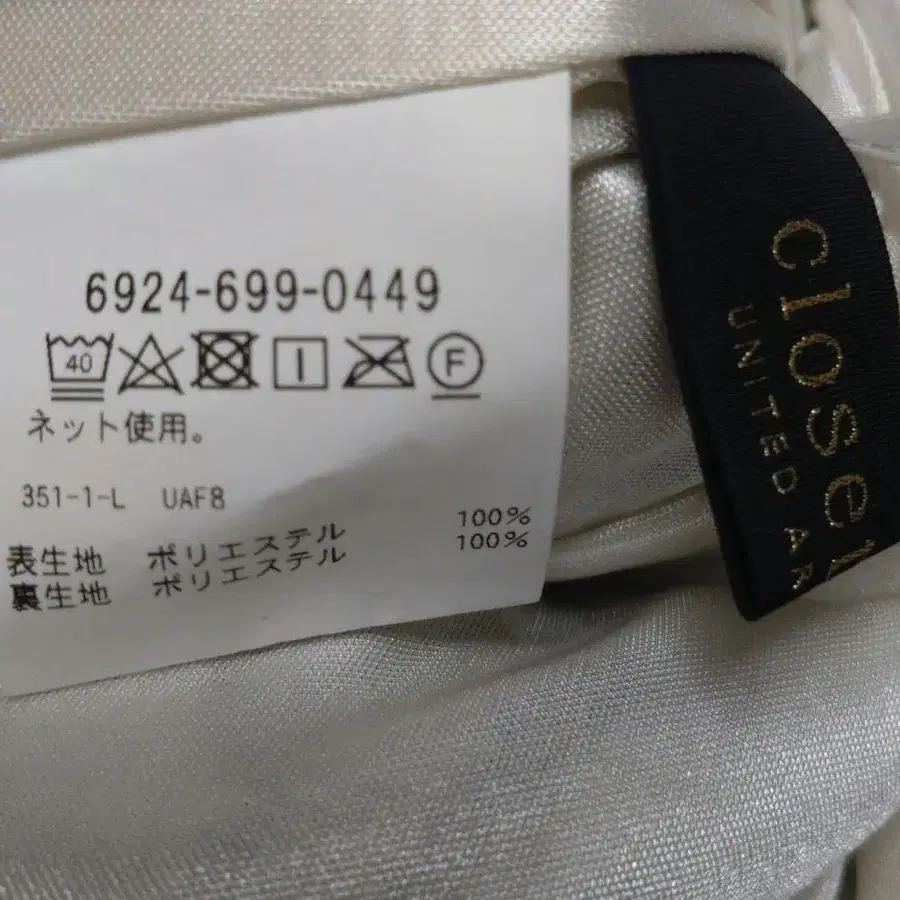 6924-699-0449
40 F
ネット使用。
351-1-L UAF8
表生地 ポリエステル 100%
裏生地 ポリエステル 100%
closet
UNITED AR